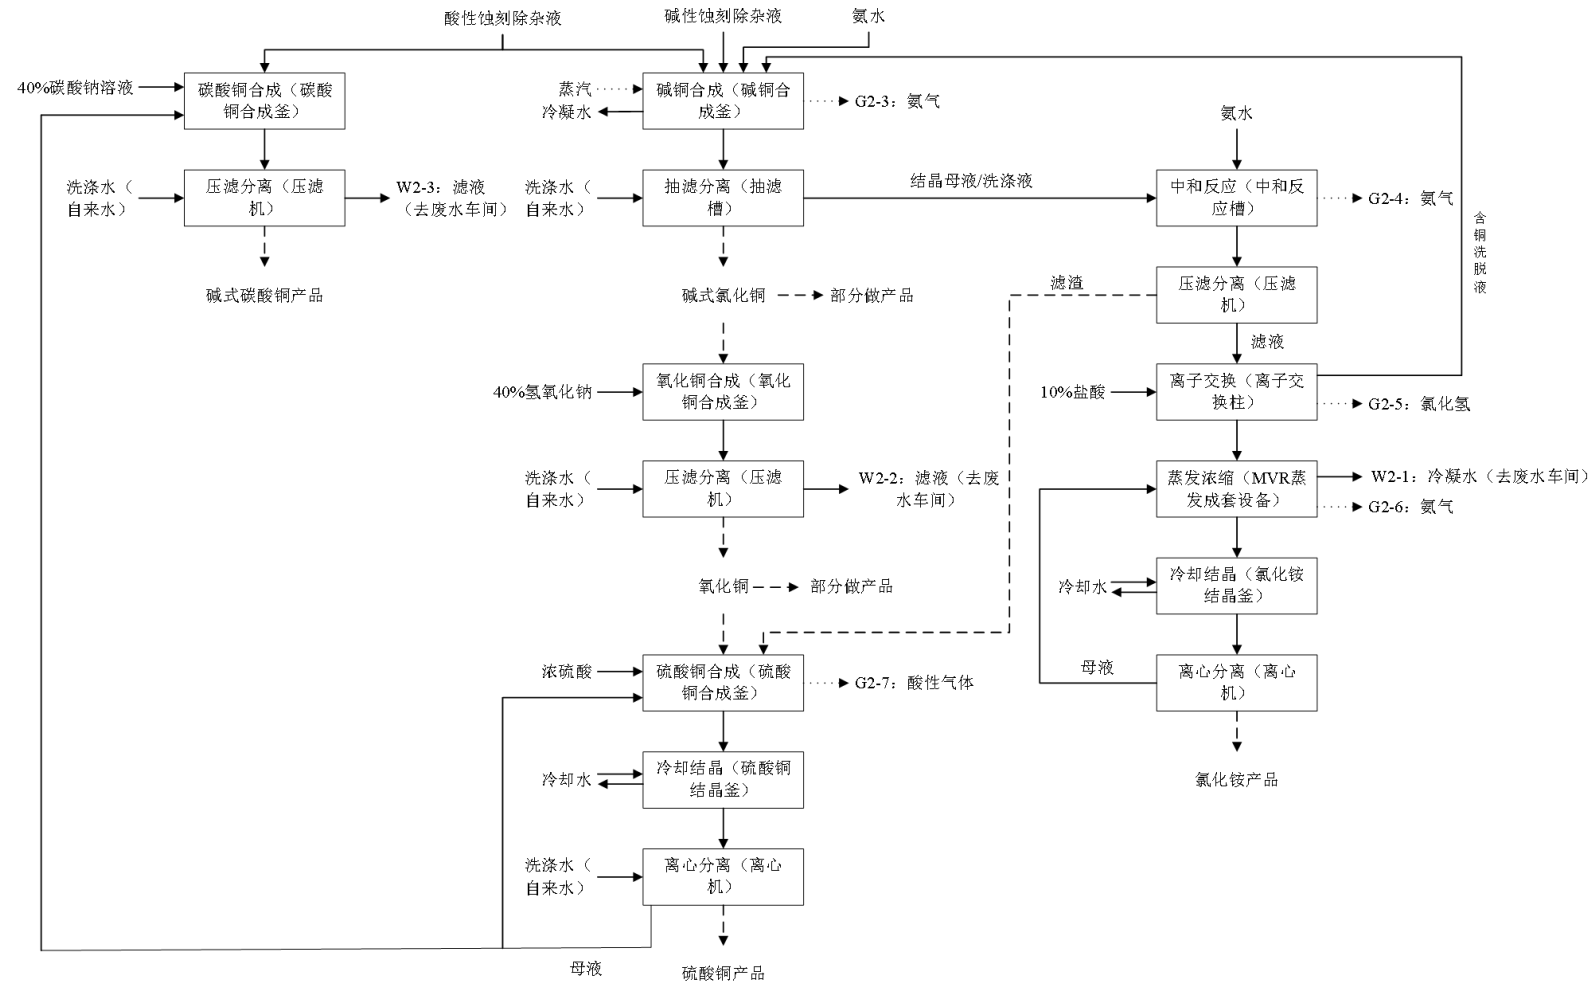 酸性蚀刻除杂液
碱性蚀刻除杂液
氨水
40%碳酸钠溶液
碳酸铜合成（碳酸
铜合成釜）
蒸汽
冷凝水
碱铜合成（碱铜合
成釜）
G2-3：氨气
氨水
洗涤水（
自来水）
压滤分离（压滤
机）
W2-3：滤液
（去废水车间）
洗涤水（
自来水）
抽滤分离（抽滤
槽）
结晶母液/洗涤液
中和反应（中和反
应槽）
G2-4：氨气
含
铜
洗
脱
液
碱式碳酸铜产品
碱式氯化铜
部分做产品
滤渣
压滤分离（压滤
机）
滤液
40%氢氧化钠
氧化铜合成（氧化
铜合成釜）
10%盐酸
离子交换（离子交
换柱）
G2-5：氯化氢
洗涤水（
自来水）
压滤分离（压滤
机）
W2-2：滤液（去废
水车间）
蒸发浓缩（MVR蒸
发成套设备）
W2-1：冷凝水（去废水车间）
G2-6：氨气
氧化铜
部分做产品
冷却水
冷却结晶（氯化铵
结晶釜）
浓硫酸
硫酸铜合成（硫酸
铜合成釜）
G2-7：酸性气体
母液
离心分离（离心
机）
冷却水
冷却结晶（硫酸铜
结晶釜）
氯化铵产品
洗涤水（
自来水）
离心分离（离心
机）
母液
硫酸铜产品